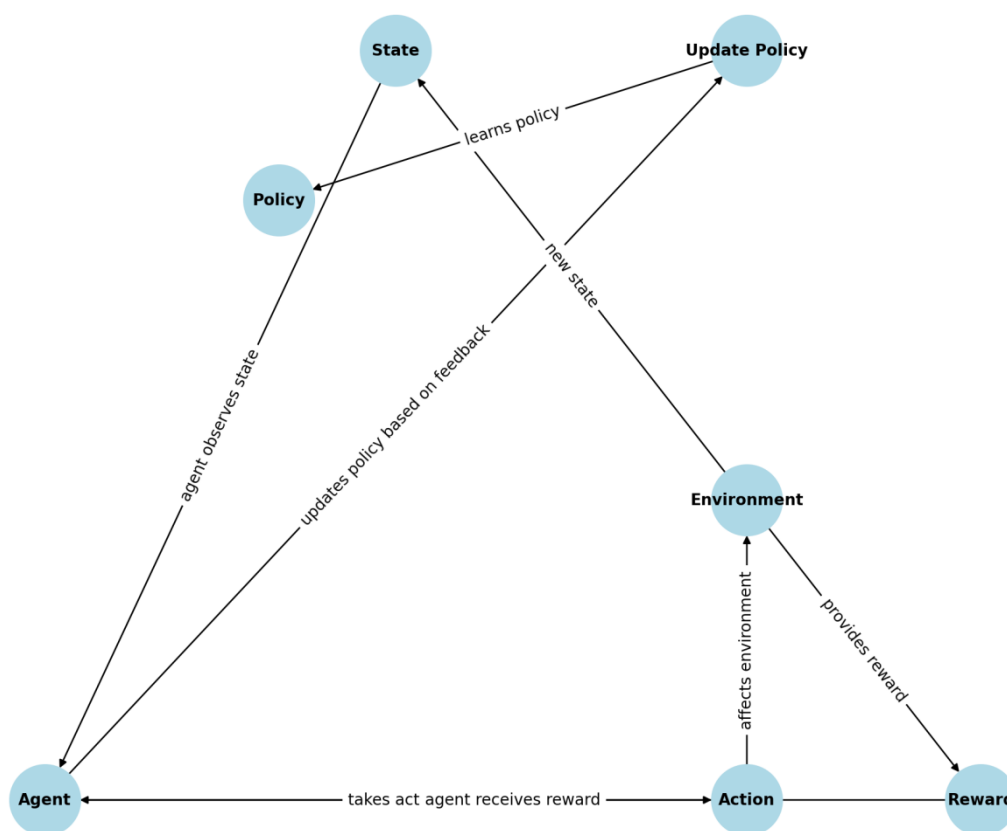 State
Update Policy
learns policy
Policy
new state
agent observes state
updates policy based on feedback
Environment
affects environment
provides reward
Agent
takes act agent receives reward
Action
Reward